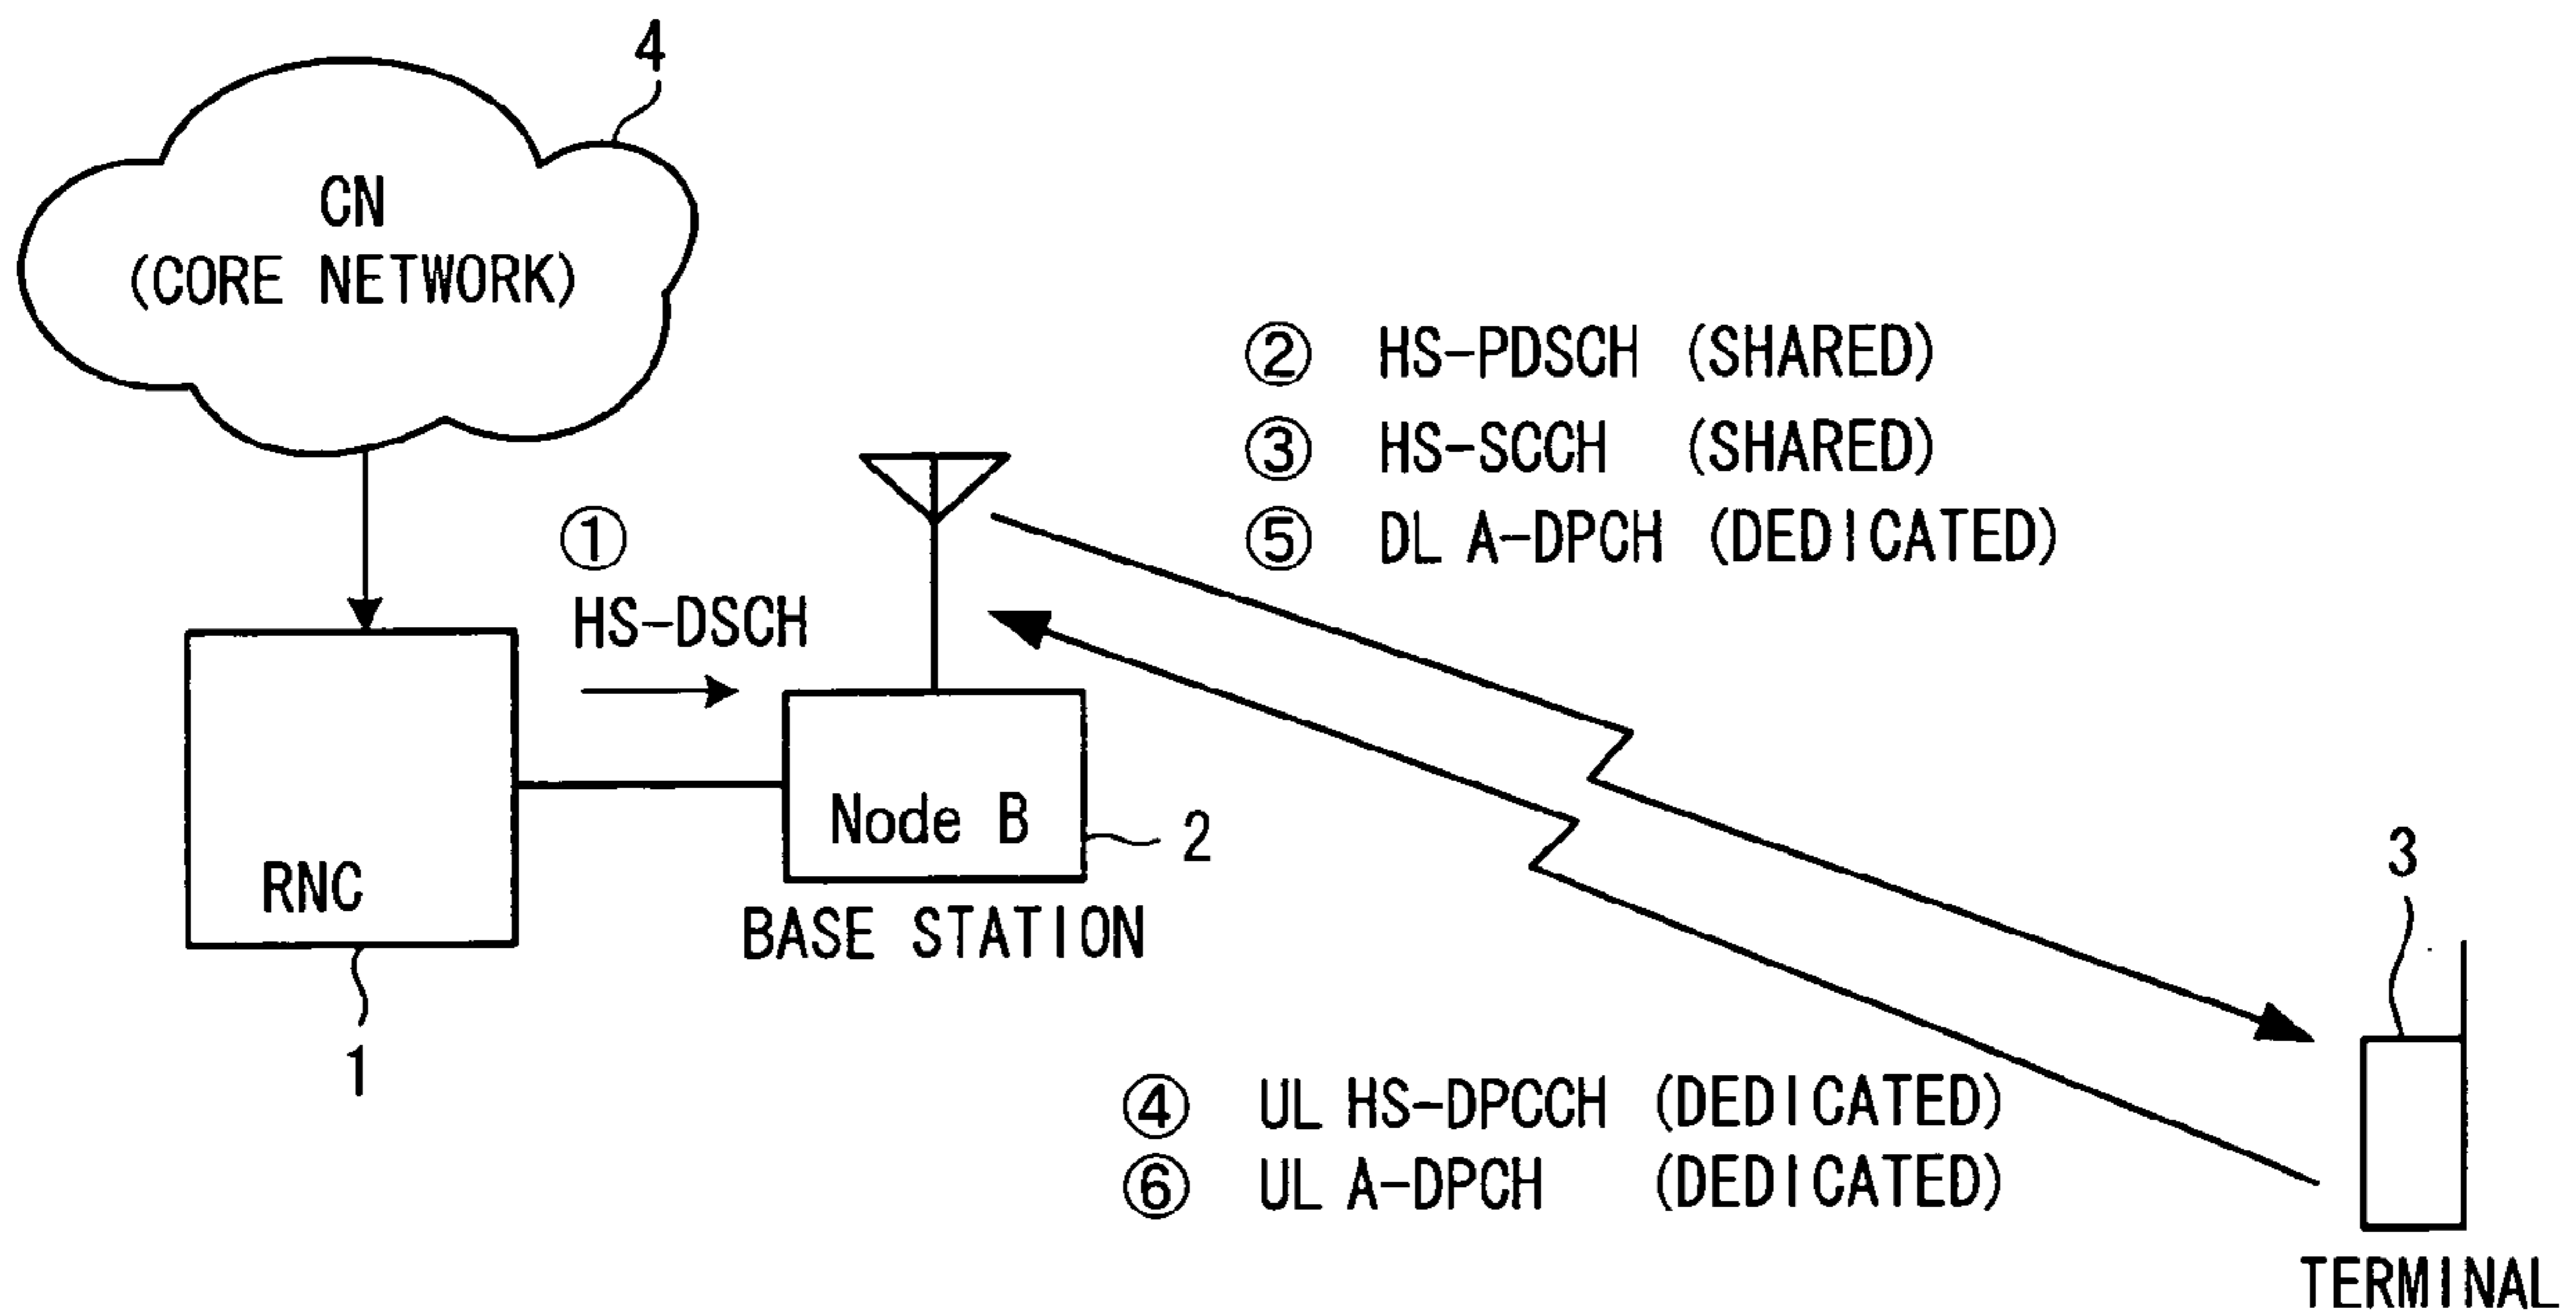 4
CN
(CORE NETWORK)
② HS-PDSCH (SHARED)
③ HS-SCCH (SHARED)
⑤ DL A-DPCH (DEDICATED)
①
HS-DSCH
Node B
2
RNC
BASE STATION
1
3
④ UL HS-DPCCH (DEDICATED)
⑥ UL A-DPCH (DEDICATED)
TERMINAL